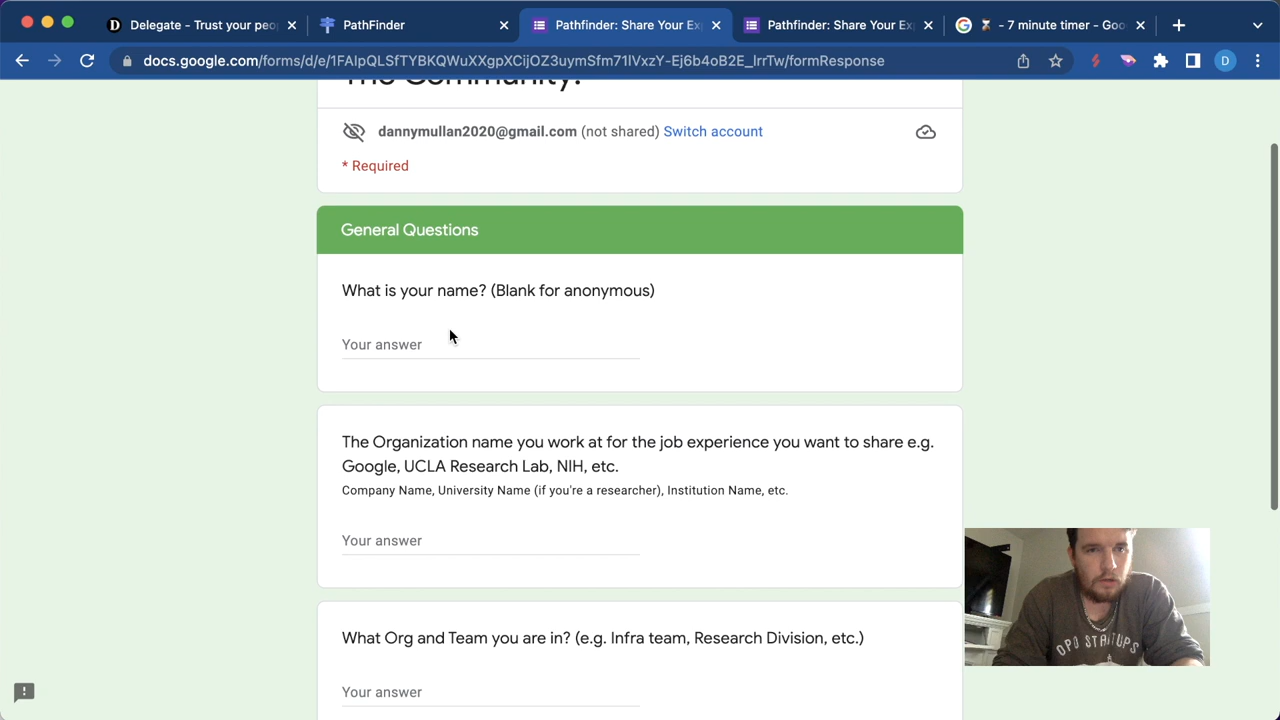 Delegate - Trust your peo
PathFinder
Pathfinder: Share Your Ex
Pathfinder: Share Your Ex
- 7 minute timer - Goo
docs.google.com/forms/d/e/1FAIpQLSfTYBKQWuXXgpXCijOZ3uymSfm71lVxzY-Ej6b4oB2E_lrrTw/formResponse
D
The Community!
dannymullan2020@gmail.com (not shared) Switch account
* Required
General Questions
What is your name? (Blank for anonymous)
Your answer
The Organization name you work at for the job experience you want to share e.g.
Google, UCLA Research Lab, NIH, etc.
Company Name, University Name (if you're a researcher), Institution Name, etc.
Your answer
What Org and Team you are in? (e.g. Infra team, Research Division, etc.)
Your answer
STARTUPS